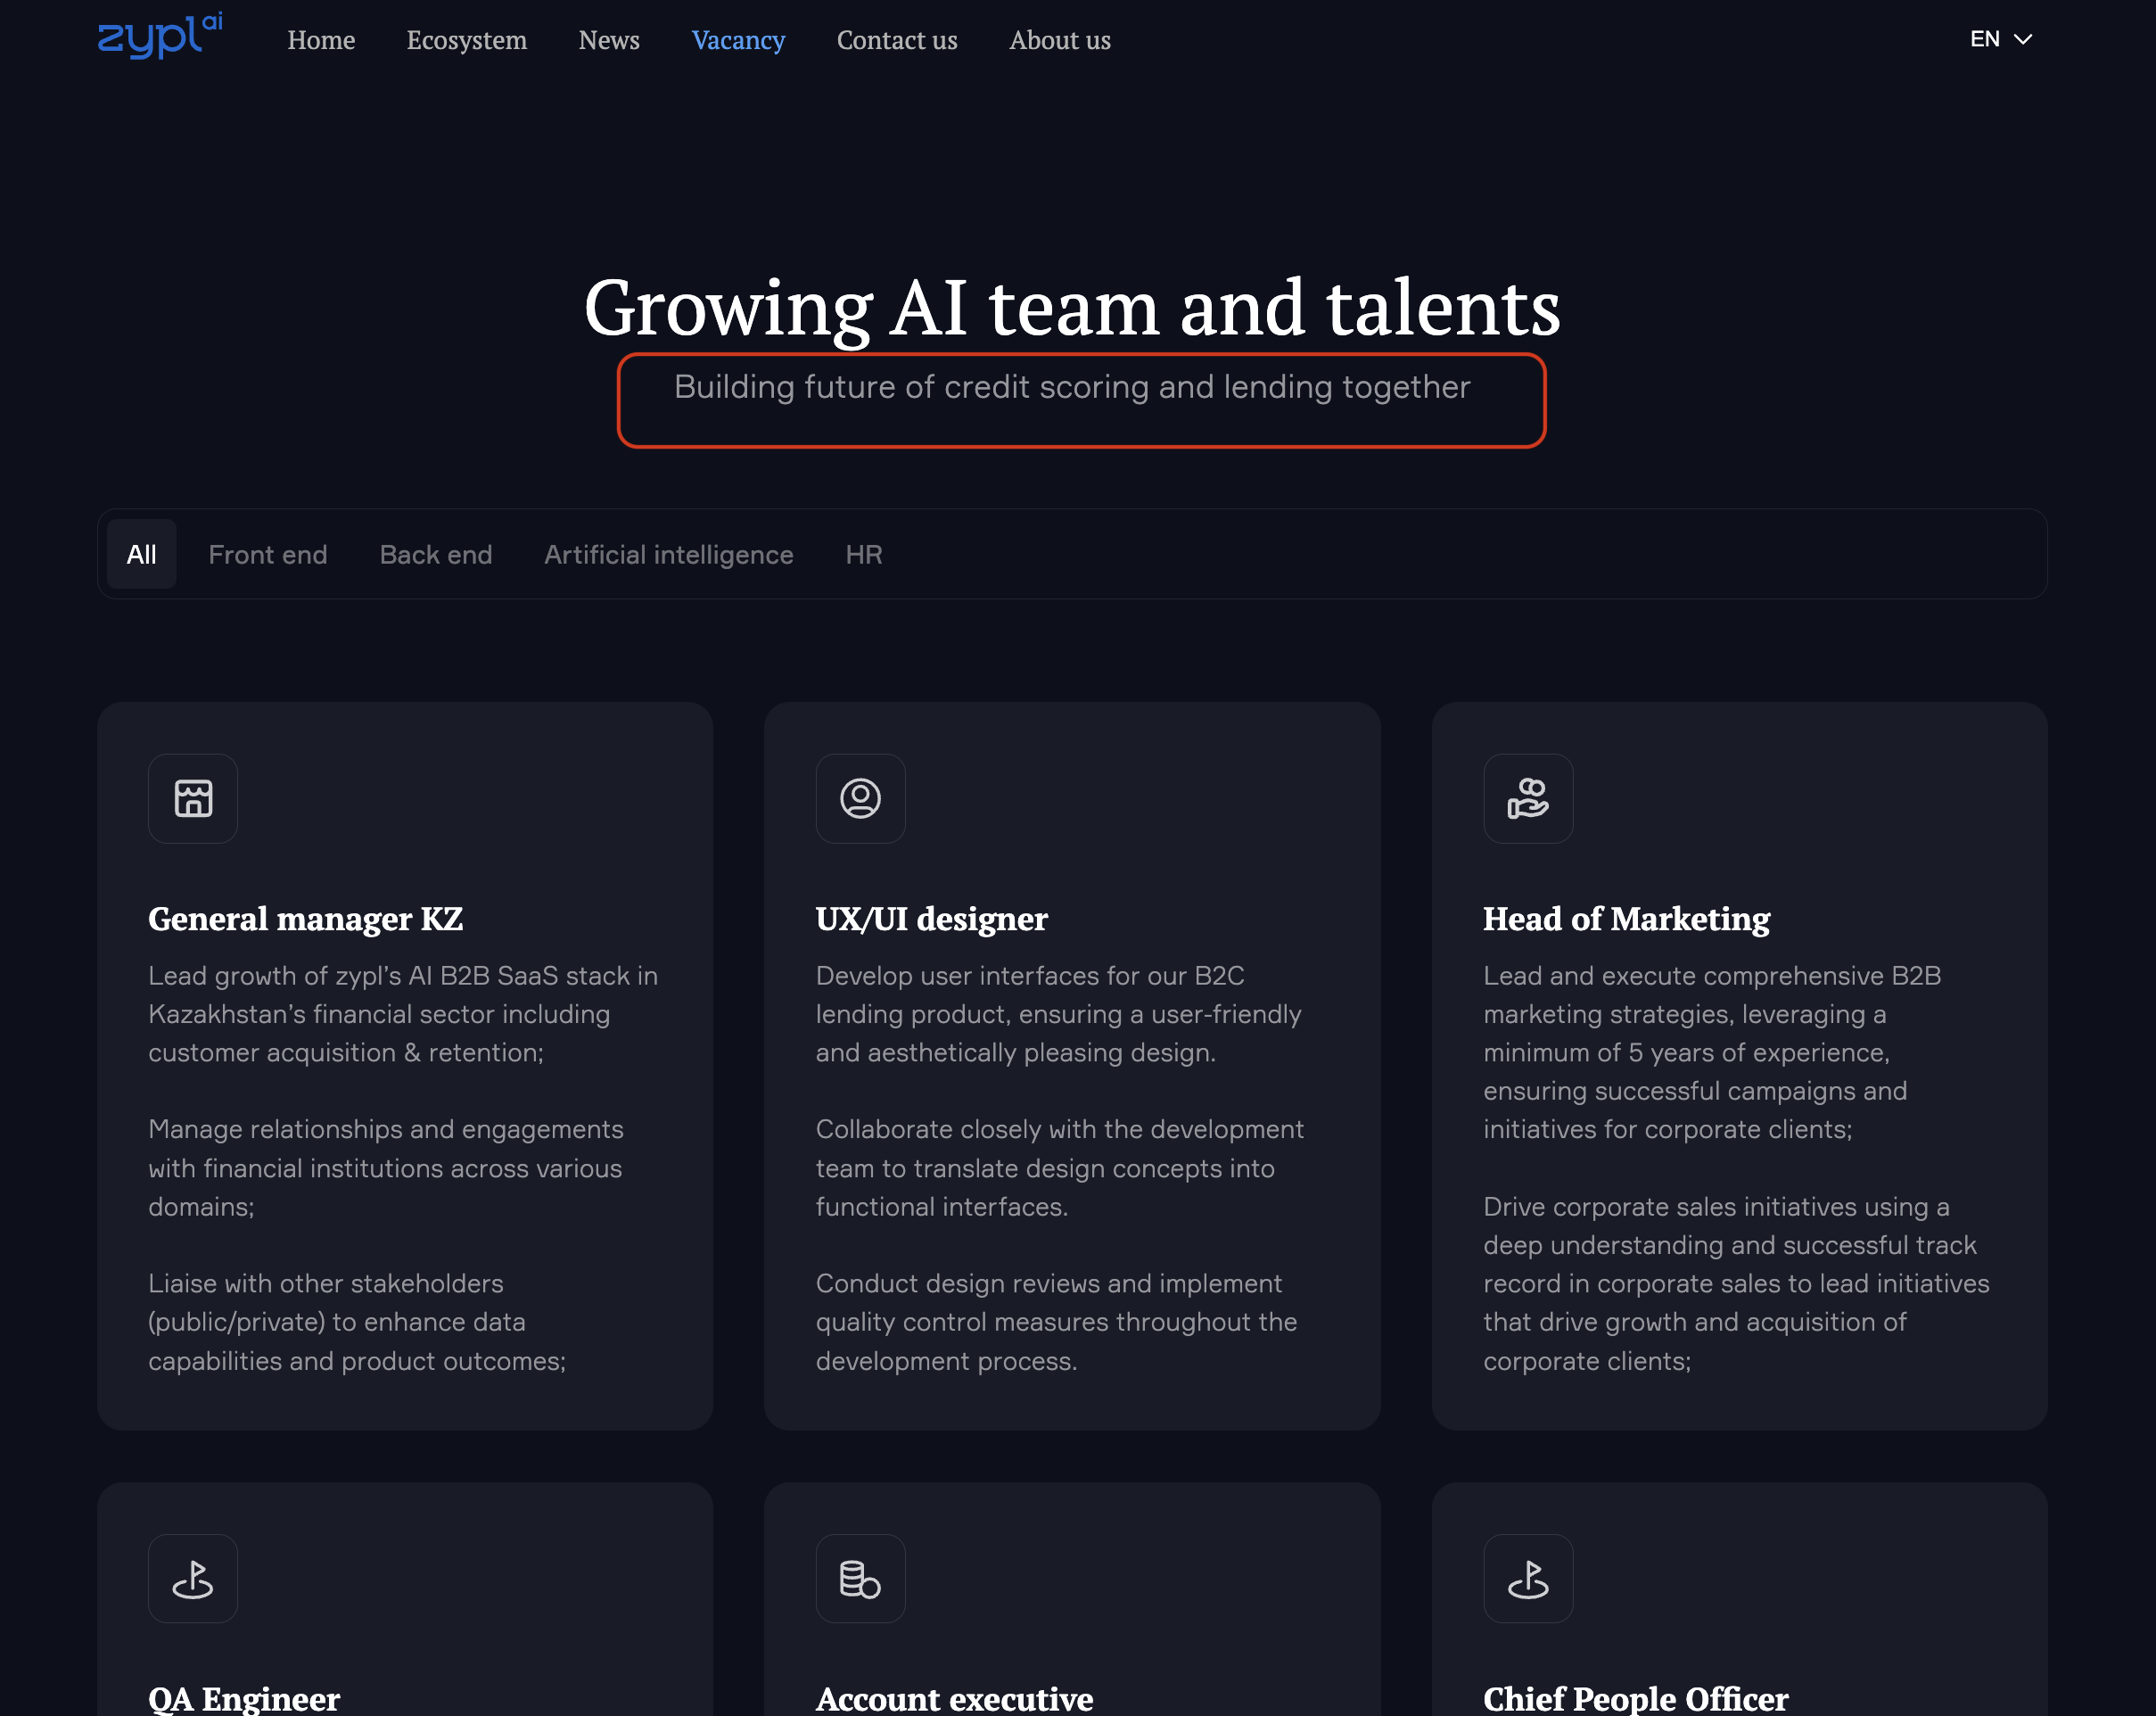 zypl ai
Home
Ecosystem
News
Vacancy
Contact us
About us
EN
Growing AI team and talents
Building future of credit scoring and lending together
All
Front end
Back end
Artificial intelligence
HR
General manager KZ
Lead growth of zypl’s AI B2B SaaS stack in
Kazakhstan’s financial sector including
customer acquisition & retention;
Manage relationships and engagements
with financial institutions across various
domains;
Liaise with other stakeholders
(public/private) to enhance data
capabilities and product outcomes;
UX/UI designer
Develop user interfaces for our B2C
lending product, ensuring a user-friendly
and aesthetically pleasing design.
Collaborate closely with the development
team to translate design concepts into
functional interfaces.
Conduct design reviews and implement
quality control measures throughout the
development process.
Head of Marketing
Lead and execute comprehensive B2B
marketing strategies, leveraging a
minimum of 5 years of experience,
ensuring successful campaigns and
initiatives for corporate clients;
Drive corporate sales initiatives using a
deep understanding and successful track
record in corporate sales to lead initiatives
that drive growth and acquisition of
corporate clients;
QA Engineer
Account executive
Chief People Officer